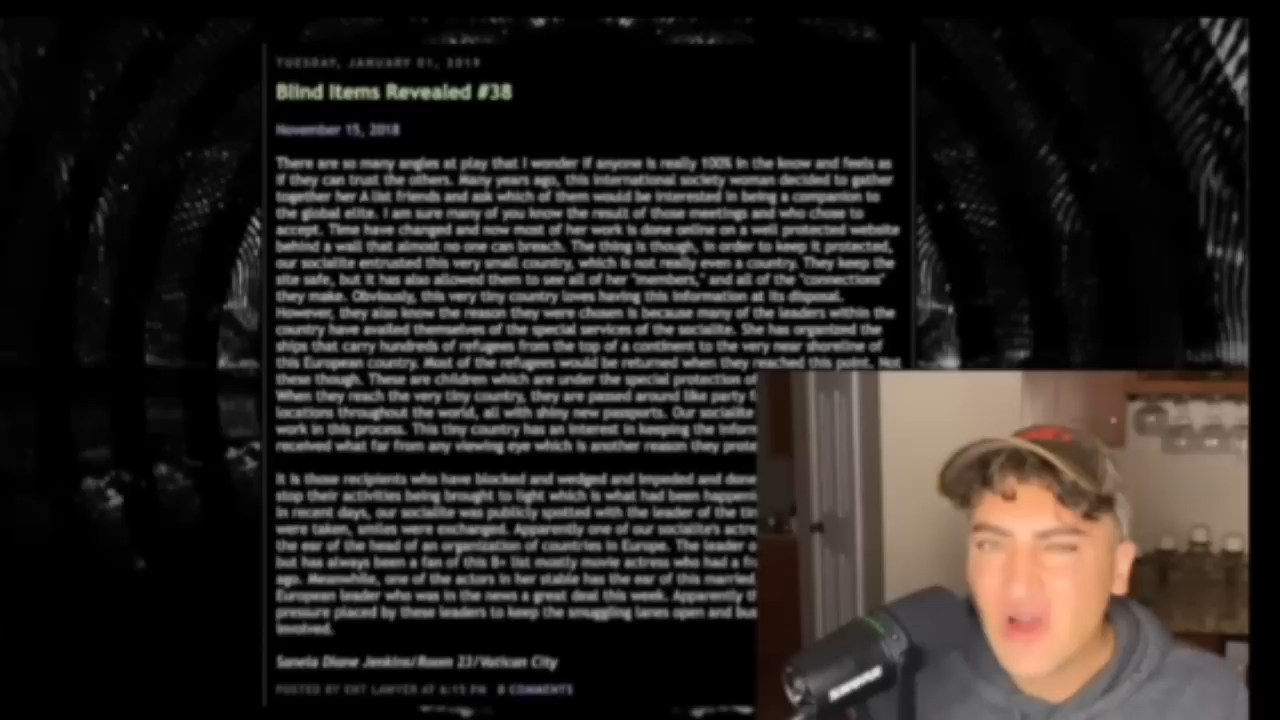 TUESDAY, JANUARY 01, 2019
Blind Items Revealed #38
November 15, 2018
There are so many angles at play that I wonder if anyone is really 100% in the know and feels as
if they can trust the others. Many years ago, this international society woman decided to gather
together her A list friends and ask which of them would be interested in being a companion to
the global elite. I am sure many of you know the result of those meetings and who chose to
accept. Time have changed and now most of her work is done online on a well protected website
behind a wall that almost no one can breach. The thing is though, in order to keep it protected,
our socialite entrusted this very small country, which is not really even a country. They keep the
site safe, but it has also allowed them to see all of her "members," and all of the "connections"
they make. Obviously, this very tiny country loves having this information at its disposal.
However, they also know the reason they were chosen is because many of the leaders within the
country have availed themselves of the special services of the socialite. She has organized the
ships that carry hundreds of refugees from the top of a continent to the very near shoreline of
this European country. Most of the refugees would be returned when they reached this point. Not
these though. These are children which are under the special protection of
When they reach the very tiny country, they are passed around like party f
locations throughout the world, all with shiny new passports. Our socialite
work in this process. This tiny country has an interest in keeping the inform
received what far from any viewing eye which is another reason they prote
It is those recipients who have blocked and wedged and impeded and done
stop their activities being brought to light which is what had been happeni
In recent days, our socialite was publicly spotted with the leader of the tin
were taken, smiles were exchanged. Apparently one of our socialite's actre
the ear of the head of an organization of countries in Europe. The leader o
but has always been a fan of this B+ list mostly movie actress who had a fr
ago. Meanwhile, one of the actors in her stable has the ear of this married
European leader who was in the news a great deal this week. Apparently th
pressure placed by these leaders to keep the smuggling lanes open and bus
involved.
Sanela Diane Jenkins/Room 23/Vatican City
POSTED BY ENT LAWYER AT 6:15 PM 8 COMMENTS
SHURE